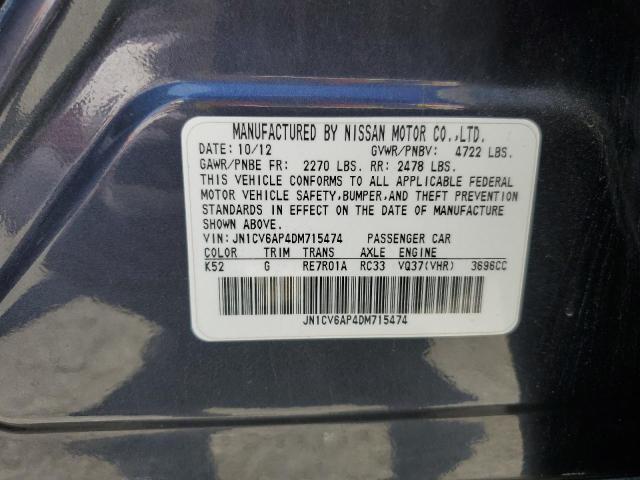 MANUFACTURED BY NISSAN MOTOR CO.,LTD.
DATE: 10/12 GVWR/PNBV: 4722 LBS.
GAWR/PNBE FR: 2270 LBS. RR: 2478 LBS.
THIS VEHICLE CONFORMS TO ALL APPLICABLE FEDERAL
MOTOR VEHICLE SAFETY,BUMPER,AND THEFT PREVENTION
STANDARDS IN EFFECT ON THE DATE OF MANUFACTURE
SHOWN ABOVE.
VIN: JN1CV6AP4DM715474 PASSENGER CAR
COLOR TRIM TRANS AXLE ENGINE
K52 G RE7R01A RC33 VQ37(VHR) 3696CC
JN1CV6AP4DM715474